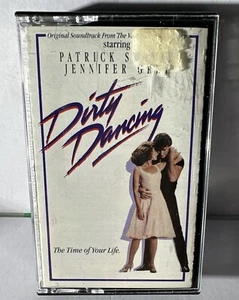 Original Soundtrack From The
starring
PATRICK S
JENNIFER G
Dirty
Dancing
The Time of Your Life.